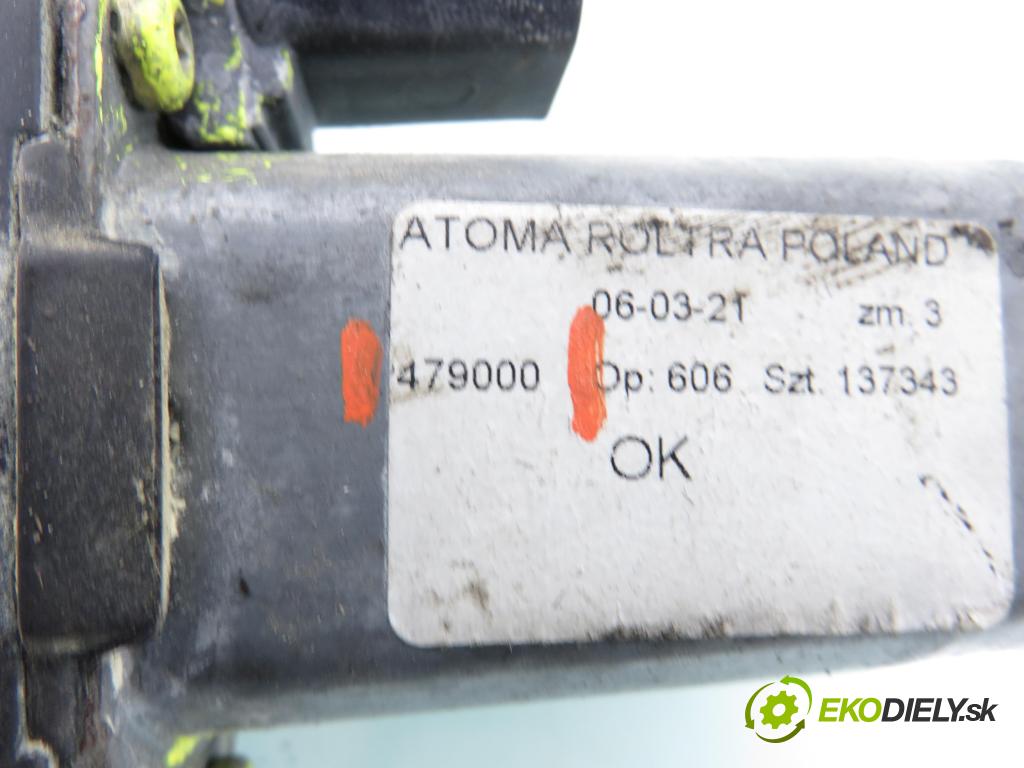 ATOMA ROLTRA POLAND
06-03-21 zm. 3
479000 Op: 606 Szt. 137343
OK
EKODIELY.sk